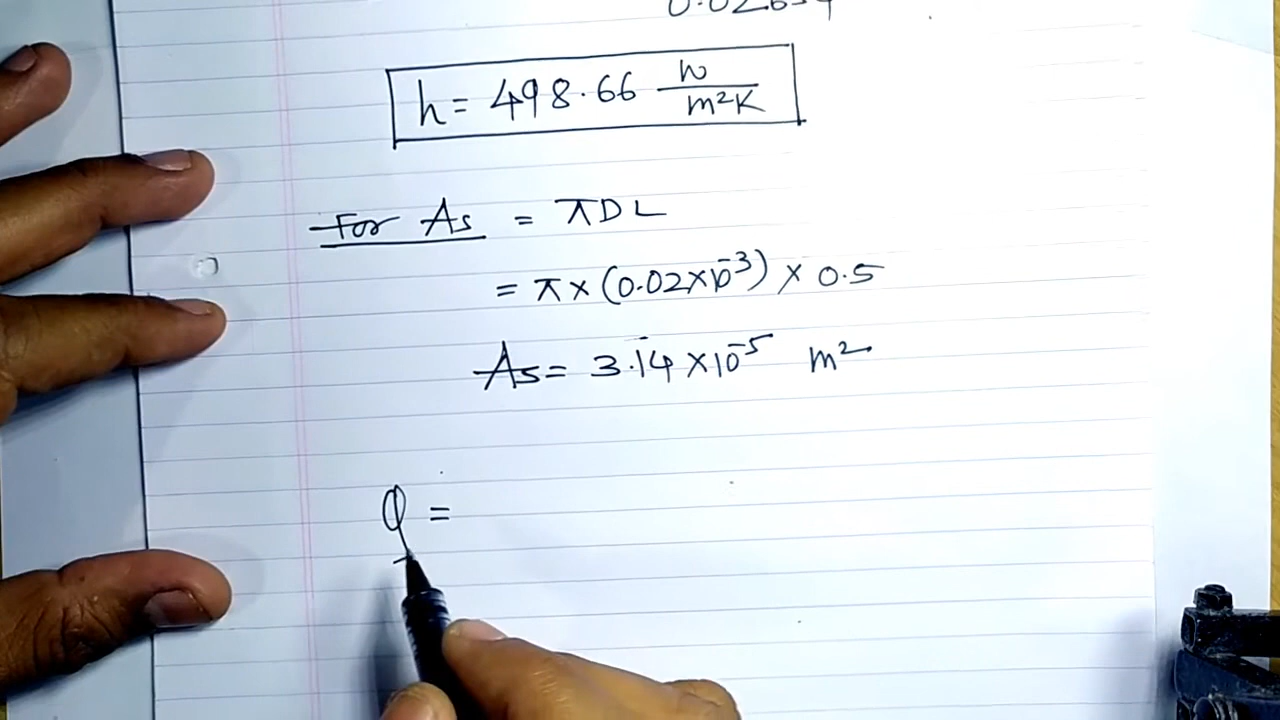 h = 498.66 W/m²K
For As = πDL
= π × (0.02×10⁻³) × 0.5
As = 3.14 ×10⁻⁵ m²
Q =